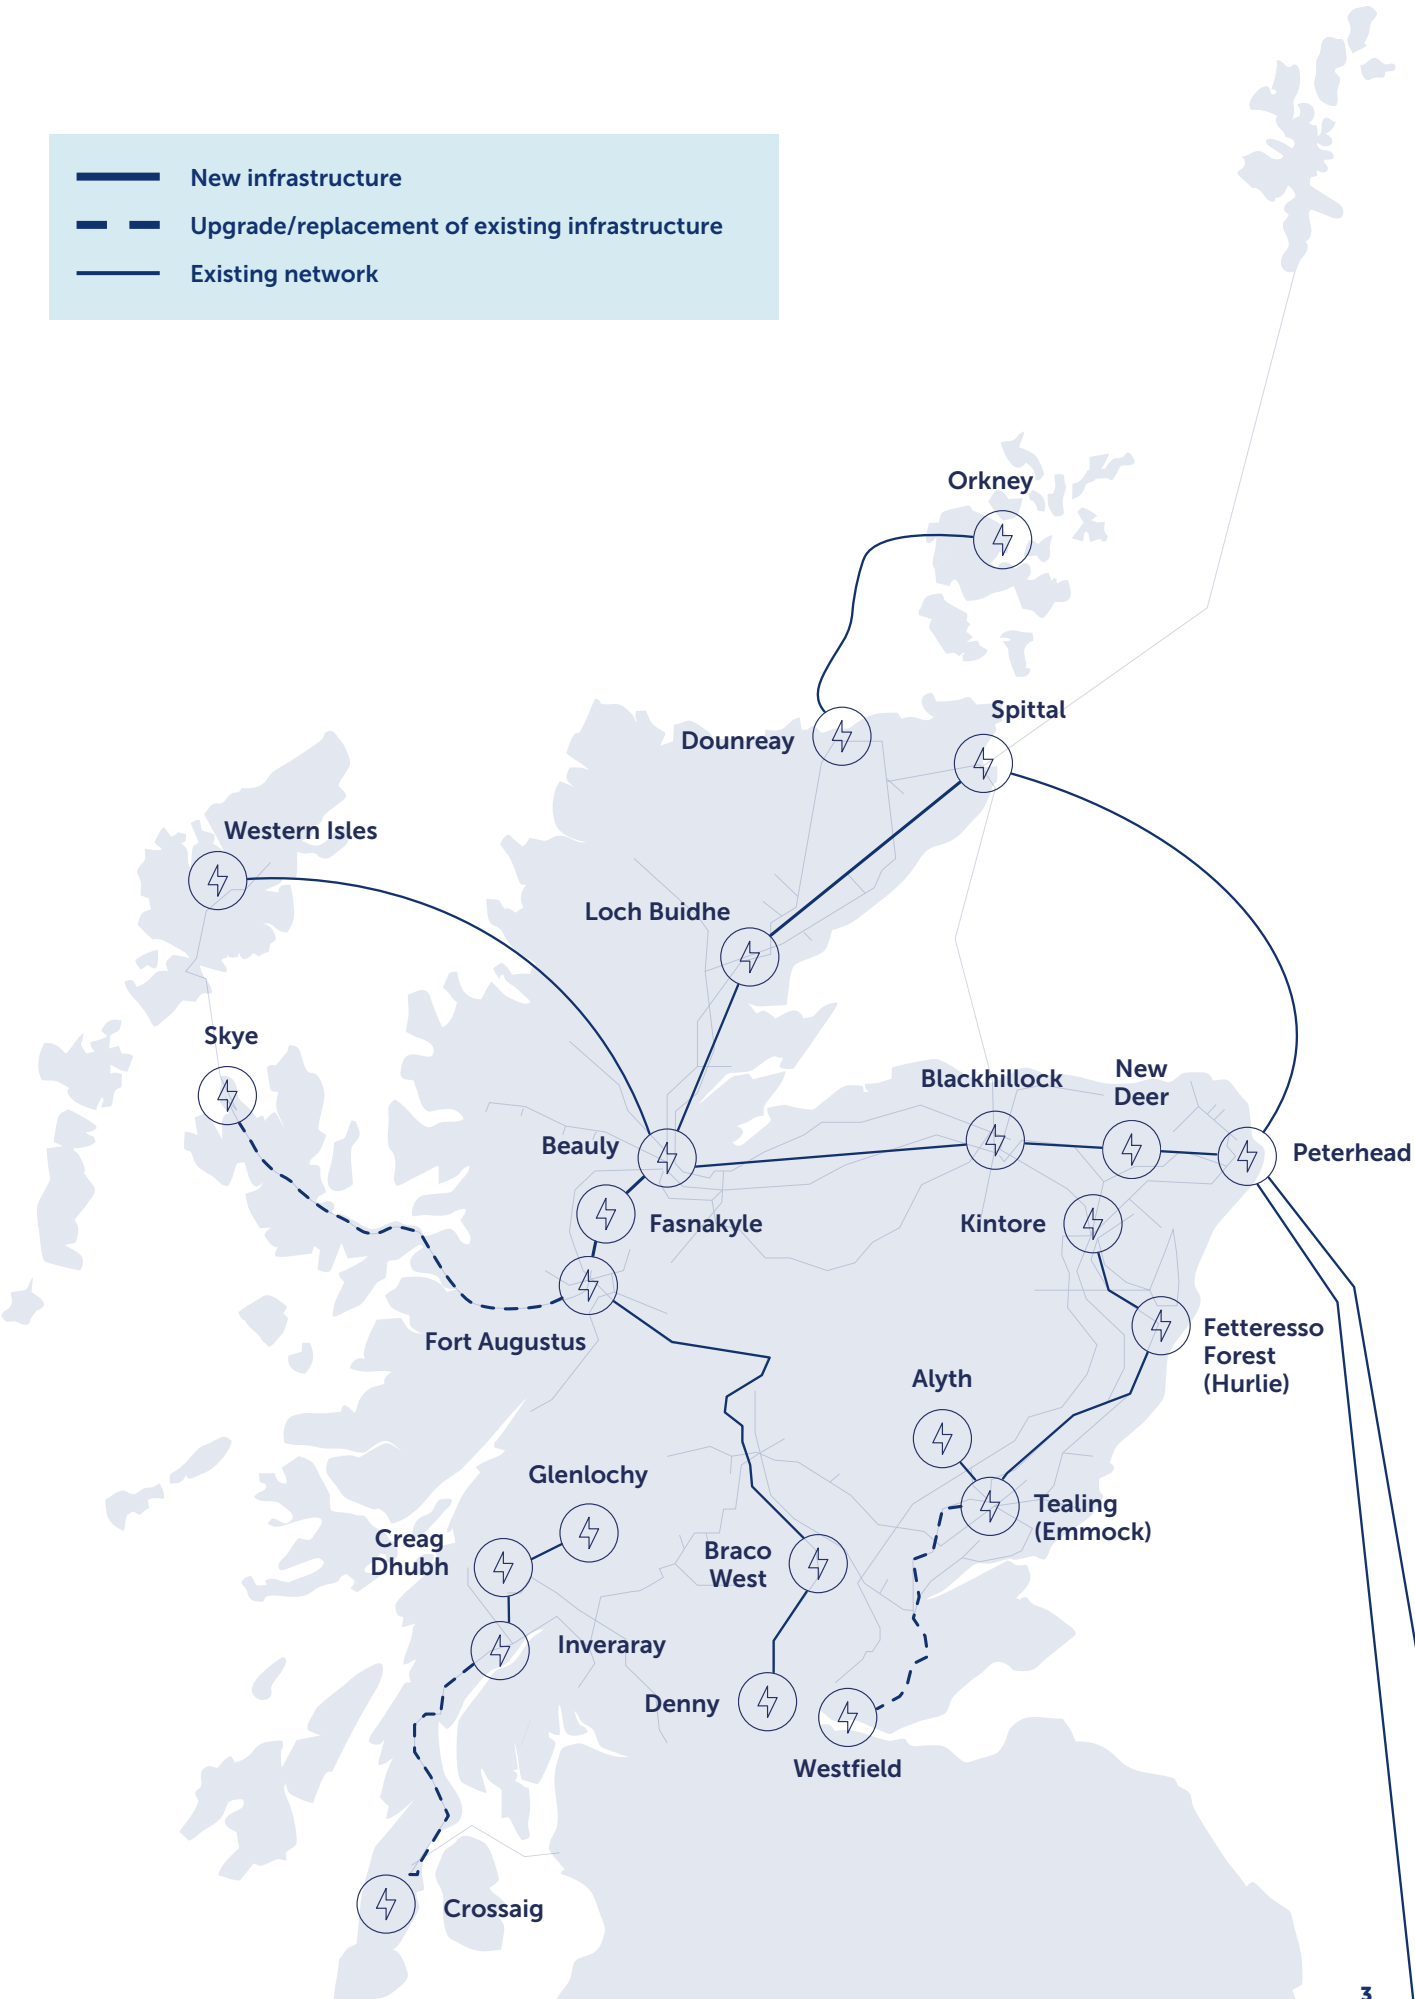 New infrastructure
Upgrade/replacement of existing infrastructure
Existing network
Orkney
Spittal
Dounreay
Western Isles
Loch Buidhe
Skye
Blackhillock
New
Deer
Beauly
Peterhead
Fasnakyle
Kintore
Fort Augustus
Fetteresso
Forest
(Hurlie)
Alyth
Glenlochy
Tealing
(Emmock)
Creag
Dhubh
Braco
West
Inveraray
Denny
Westfield
Crossaig
3